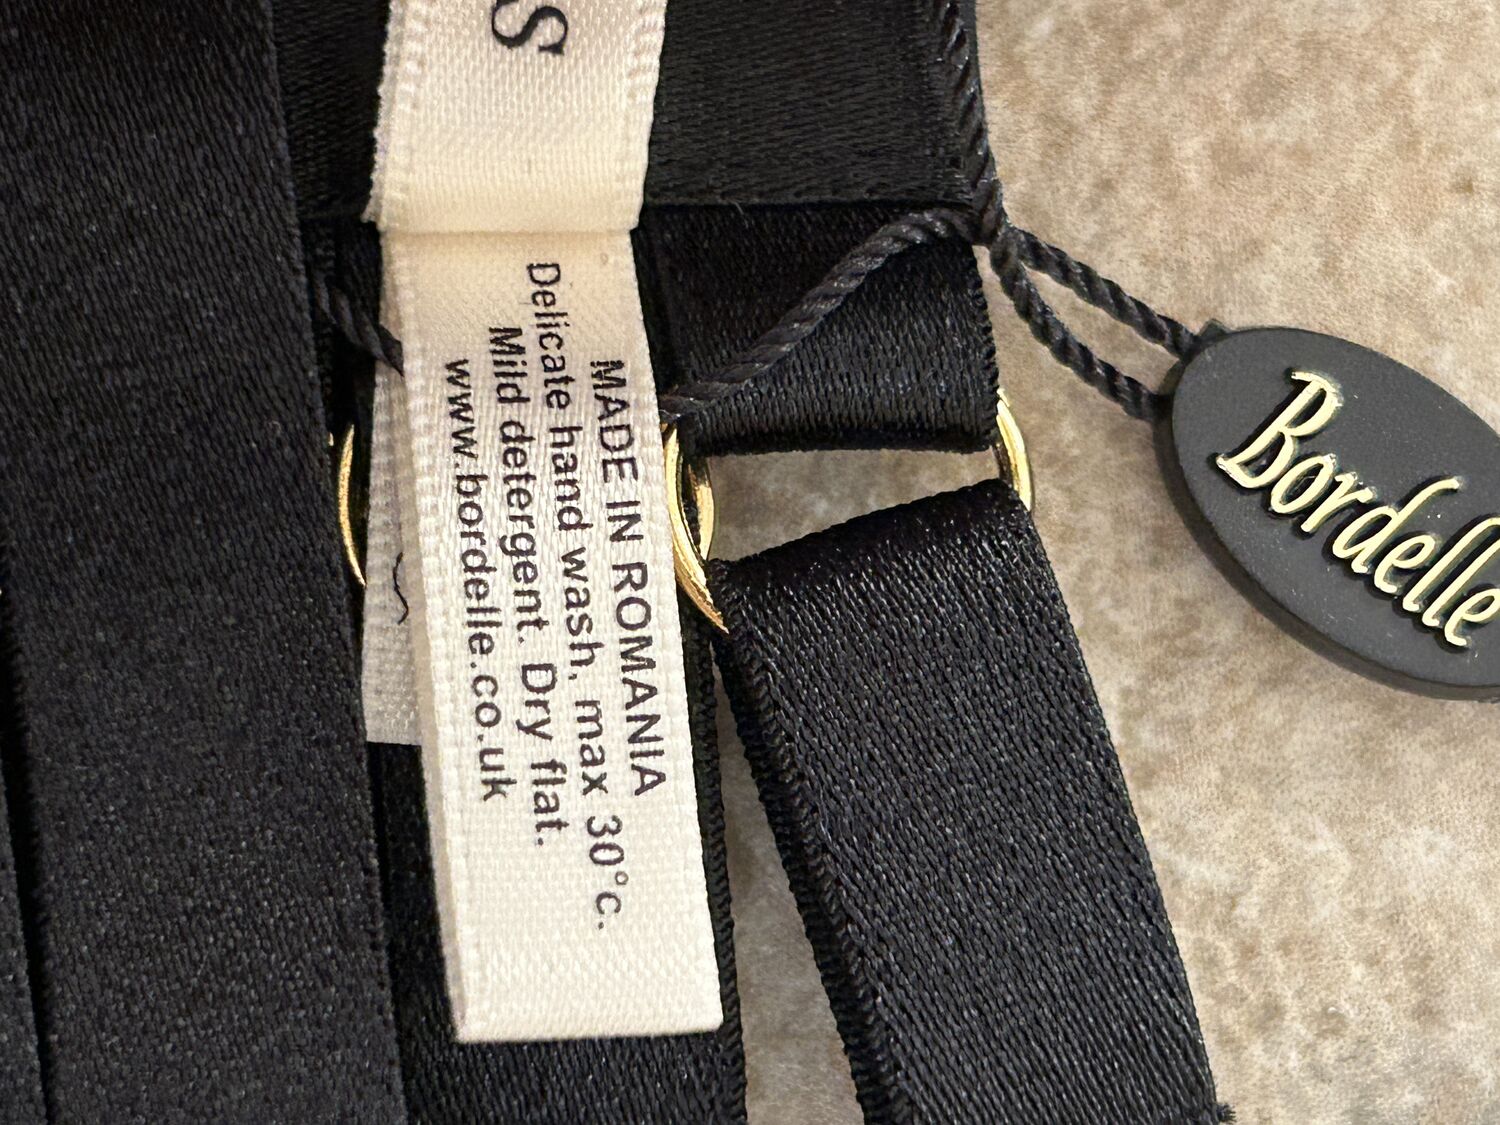 MADE IN ROMANIA
Delicate hand wash, max 30°c.
Mild detergent. Dry flat.
www.bordelle.co.uk
Bordelle